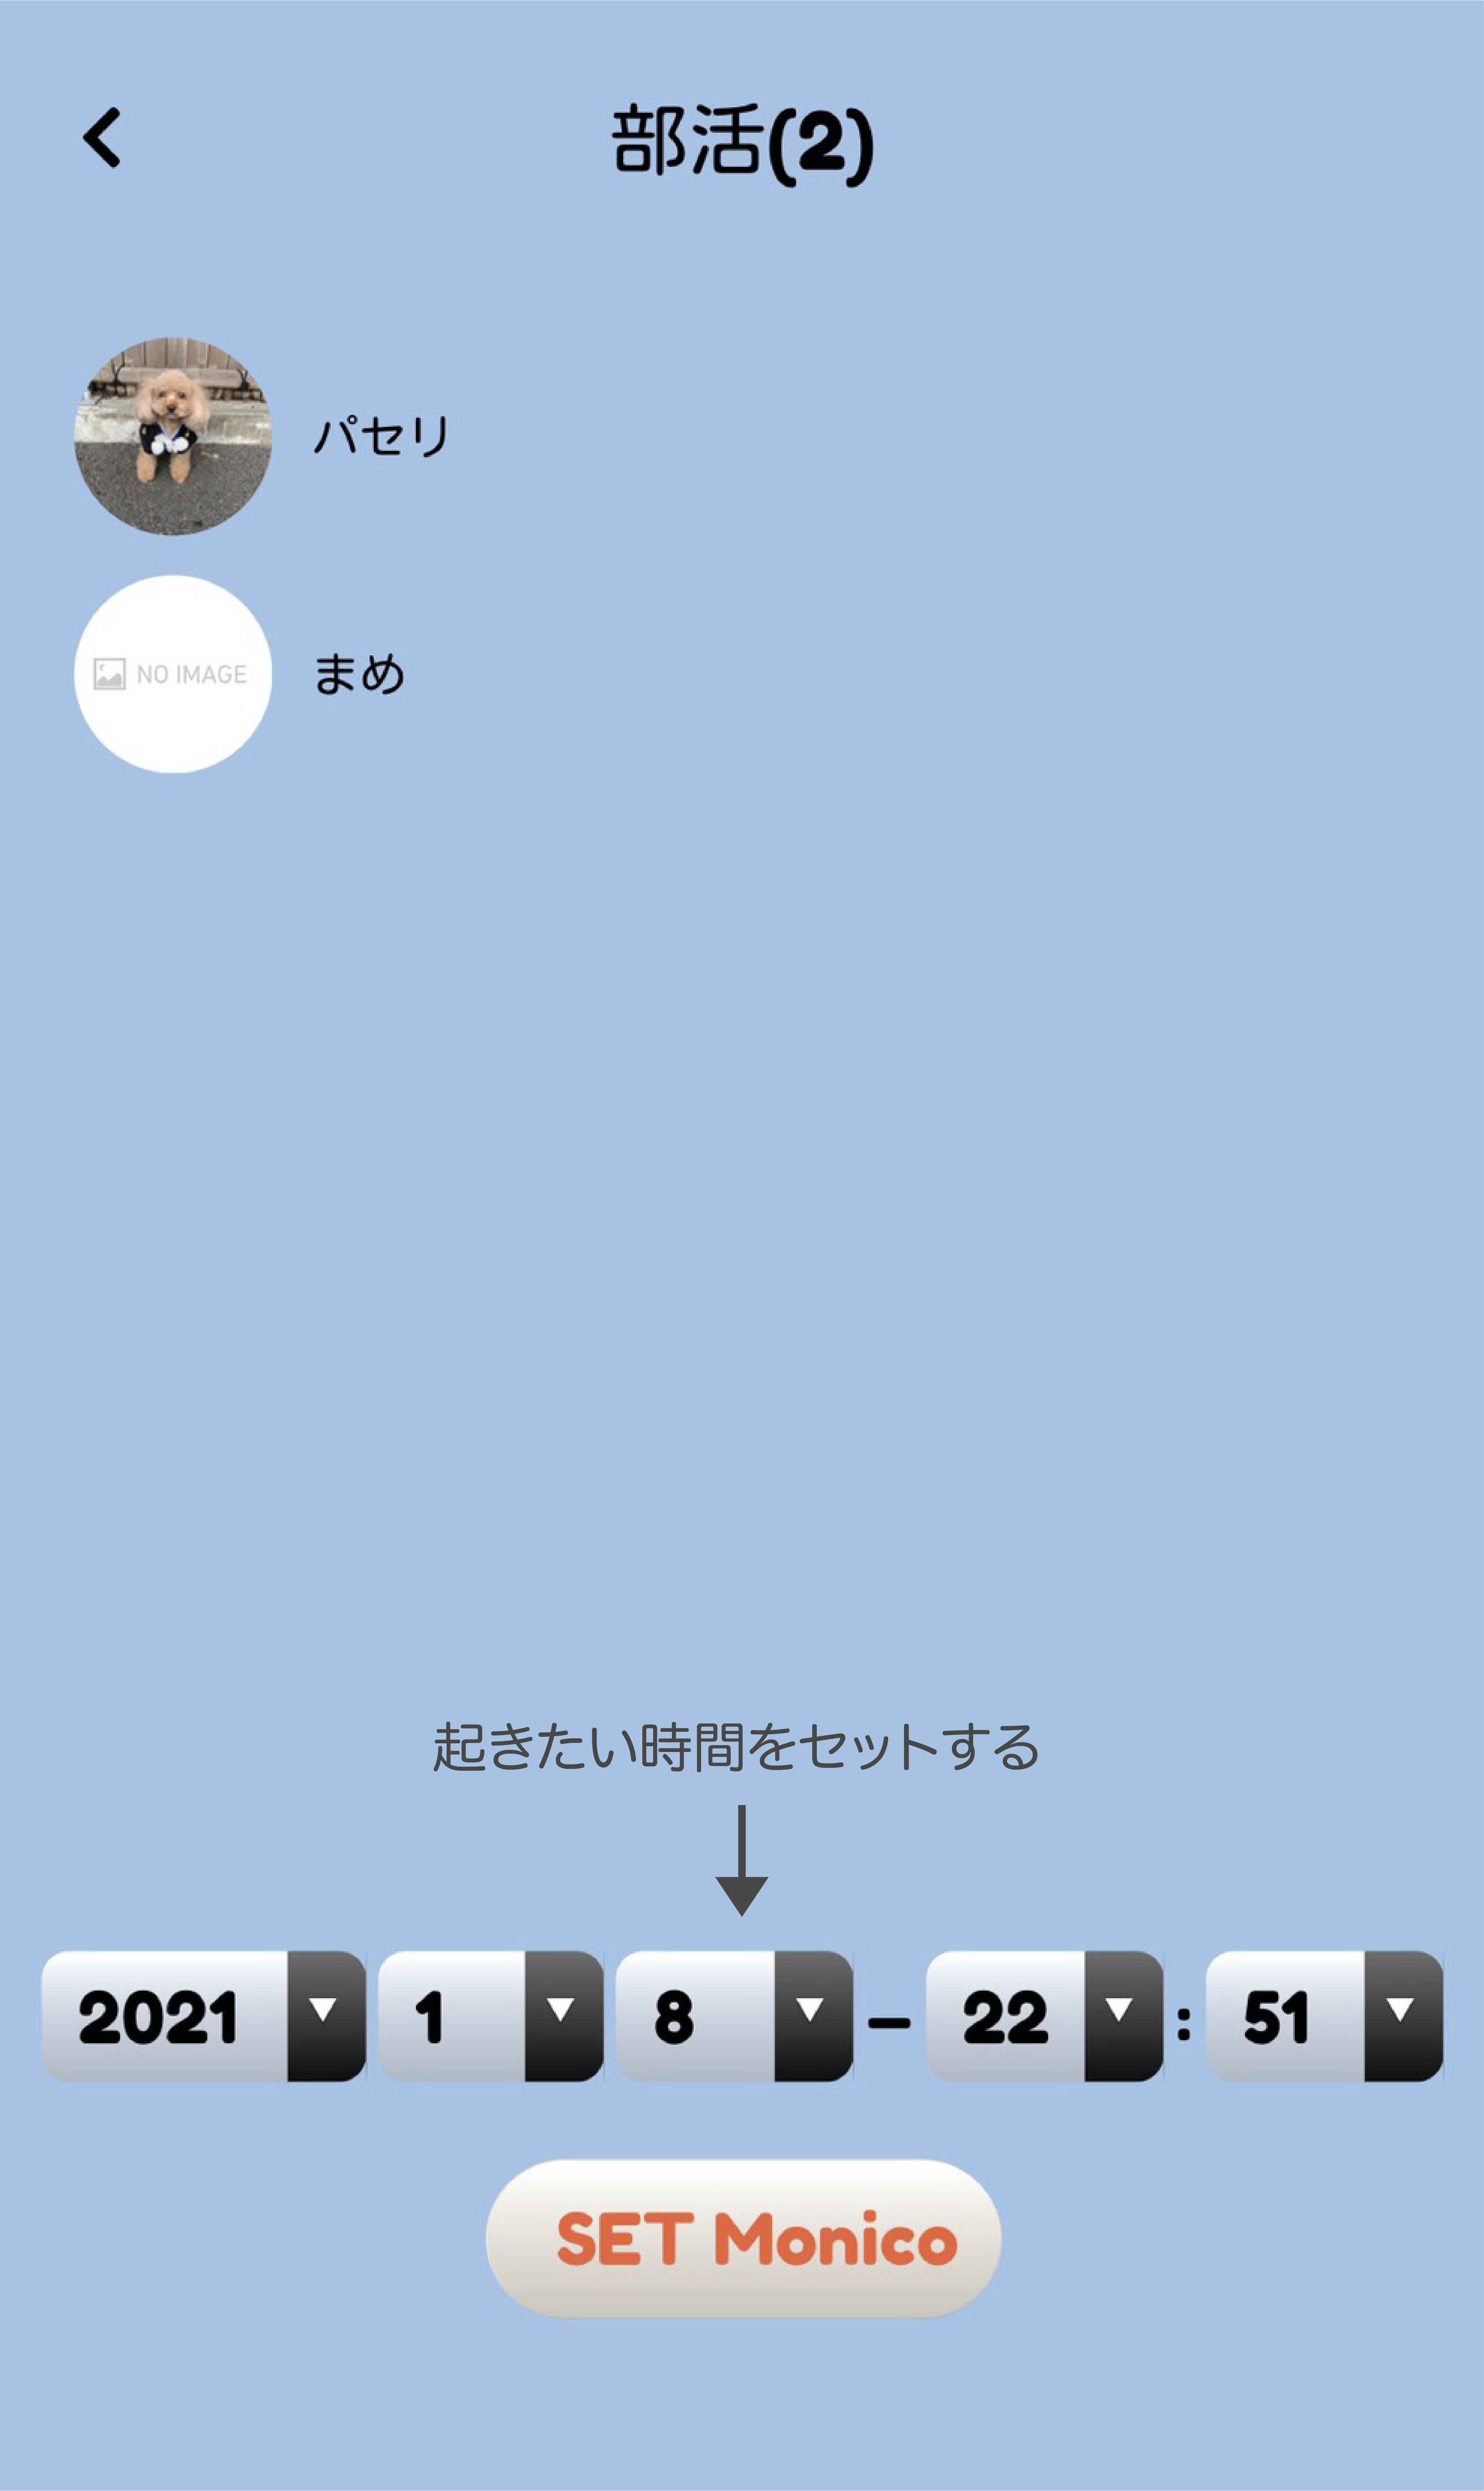 部活(2)
パセリ
NO IMAGE
まめ
起きたい時間をセットする
2021 1 8 - 22 : 51
SET Monico